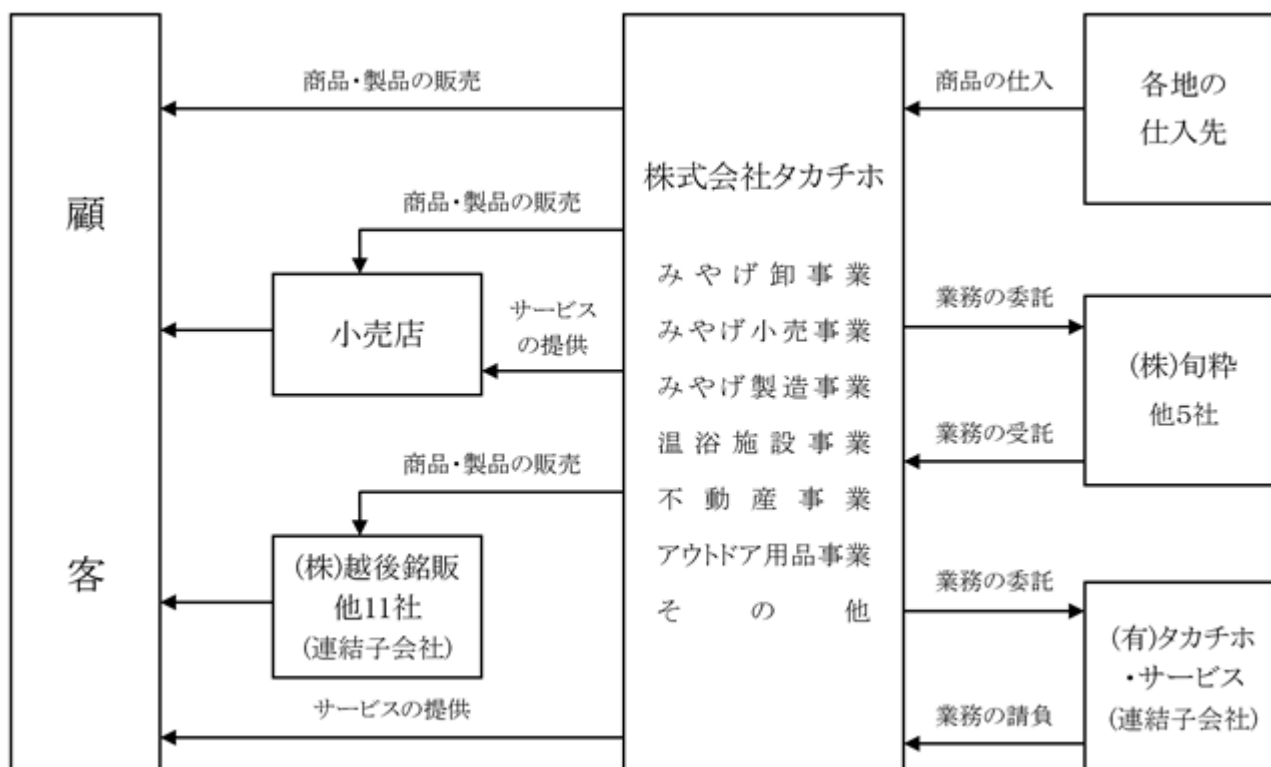 顧
客
商品・製品の販売
商品・製品の販売
小売店
サービス
の提供
商品・製品の販売
(株)越後銘販
他11社
(連結子会社)
サービスの提供
株式会社タカチホ
みやげ卸事業
みやげ小売事業
みやげ製造事業
温浴施設事業
不動産事業
アウトドア用品事業
その他
商品の仕入
各地の
仕入先
業務の委託
(株)旬粋
他5社
業務の受託
業務の委託
(有)タカチホ
・サービス
(連結子会社)
業務の請負